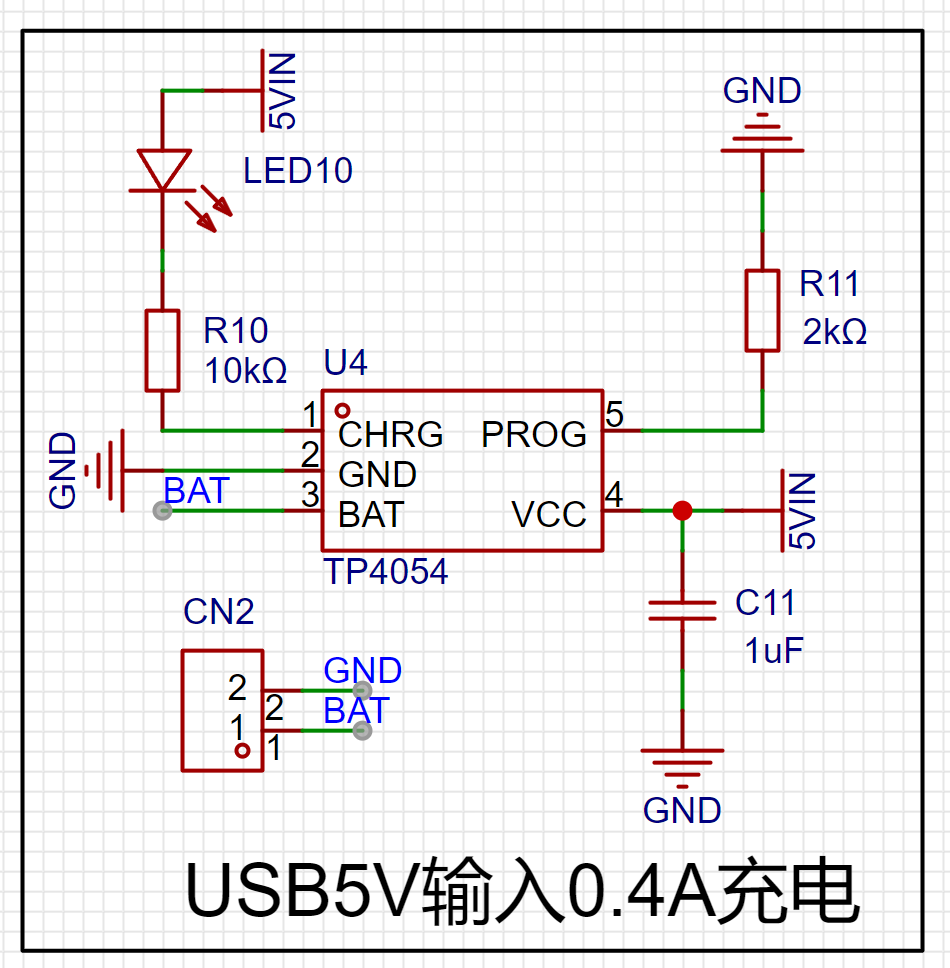 5VIN
LED10
GND
R10
10kΩ
R11
2kΩ
U4
1
CHRG
PROG
5
GND
2
GND
BAT
3
BAT
VCC
4
5VIN
TP4054
CN2
C11
1uF
2
2
GND
1
1
BAT
GND
USB5V输入0.4A充电